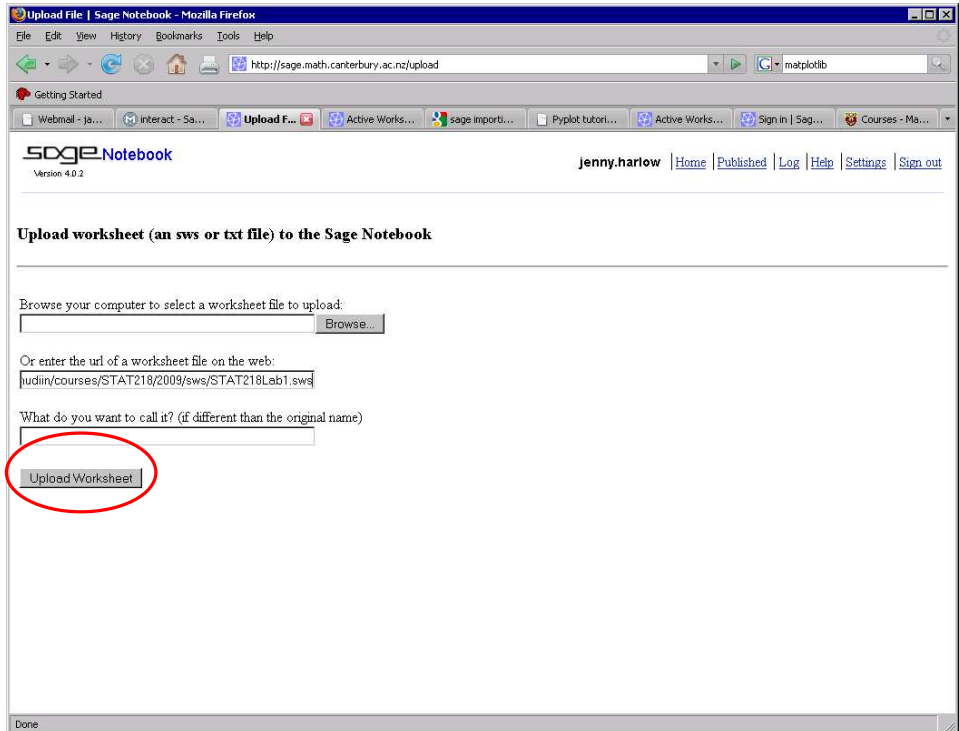 Upload File | Sage Notebook - Mozilla Firefox
File Edit View History Bookmarks Tools Help
http://sage.math.canterbury.ac.nz/upload G matplotlib
Getting Started
Webmail - ja... interact - Sa... Upload F... Active Works... sage importi... Pyplot tutori... Active Works... Sign in | Sag... Courses - Ma...
sage Notebook
Version 4.0.2
jenny.harlow | Home | Published | Log | Help | Settings | Sign out
Upload worksheet (an sws or txt file) to the Sage Notebook
Browse your computer to select a worksheet file to upload:
Browse...
Or enter the url of a worksheet file on the web:
udiin/courses/STAT218/2009/sws/STAT218Lab1.sws
What do you want to call it? (if different than the original name)
Upload Worksheet
Done